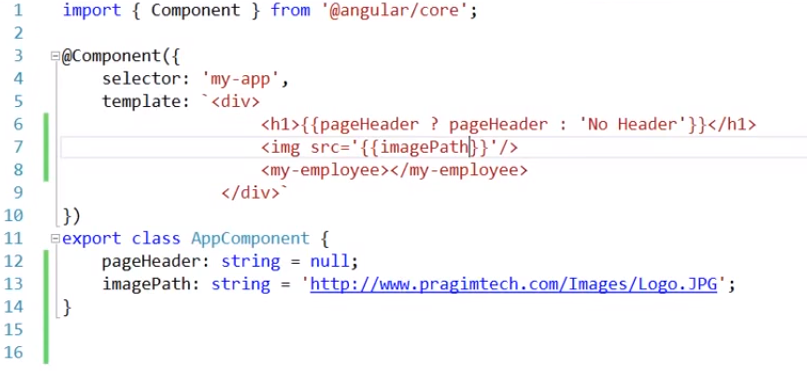 1 import { Component } from '@angular/core';
2
3 @Component({
4     selector: 'my-app',
5     template: `<div>
6                     <h1>{{pageHeader ? pageHeader : 'No Header'}}</h1>
7                     <img src='{{imagePath}}'/>
8                     <my-employee></my-employee>
9                 </div>`
10 })
11 export class AppComponent {
12     pageHeader: string = null;
13     imagePath: string = 'http://www.pragimtech.com/Images/Logo.JPG';
14 }
15
16